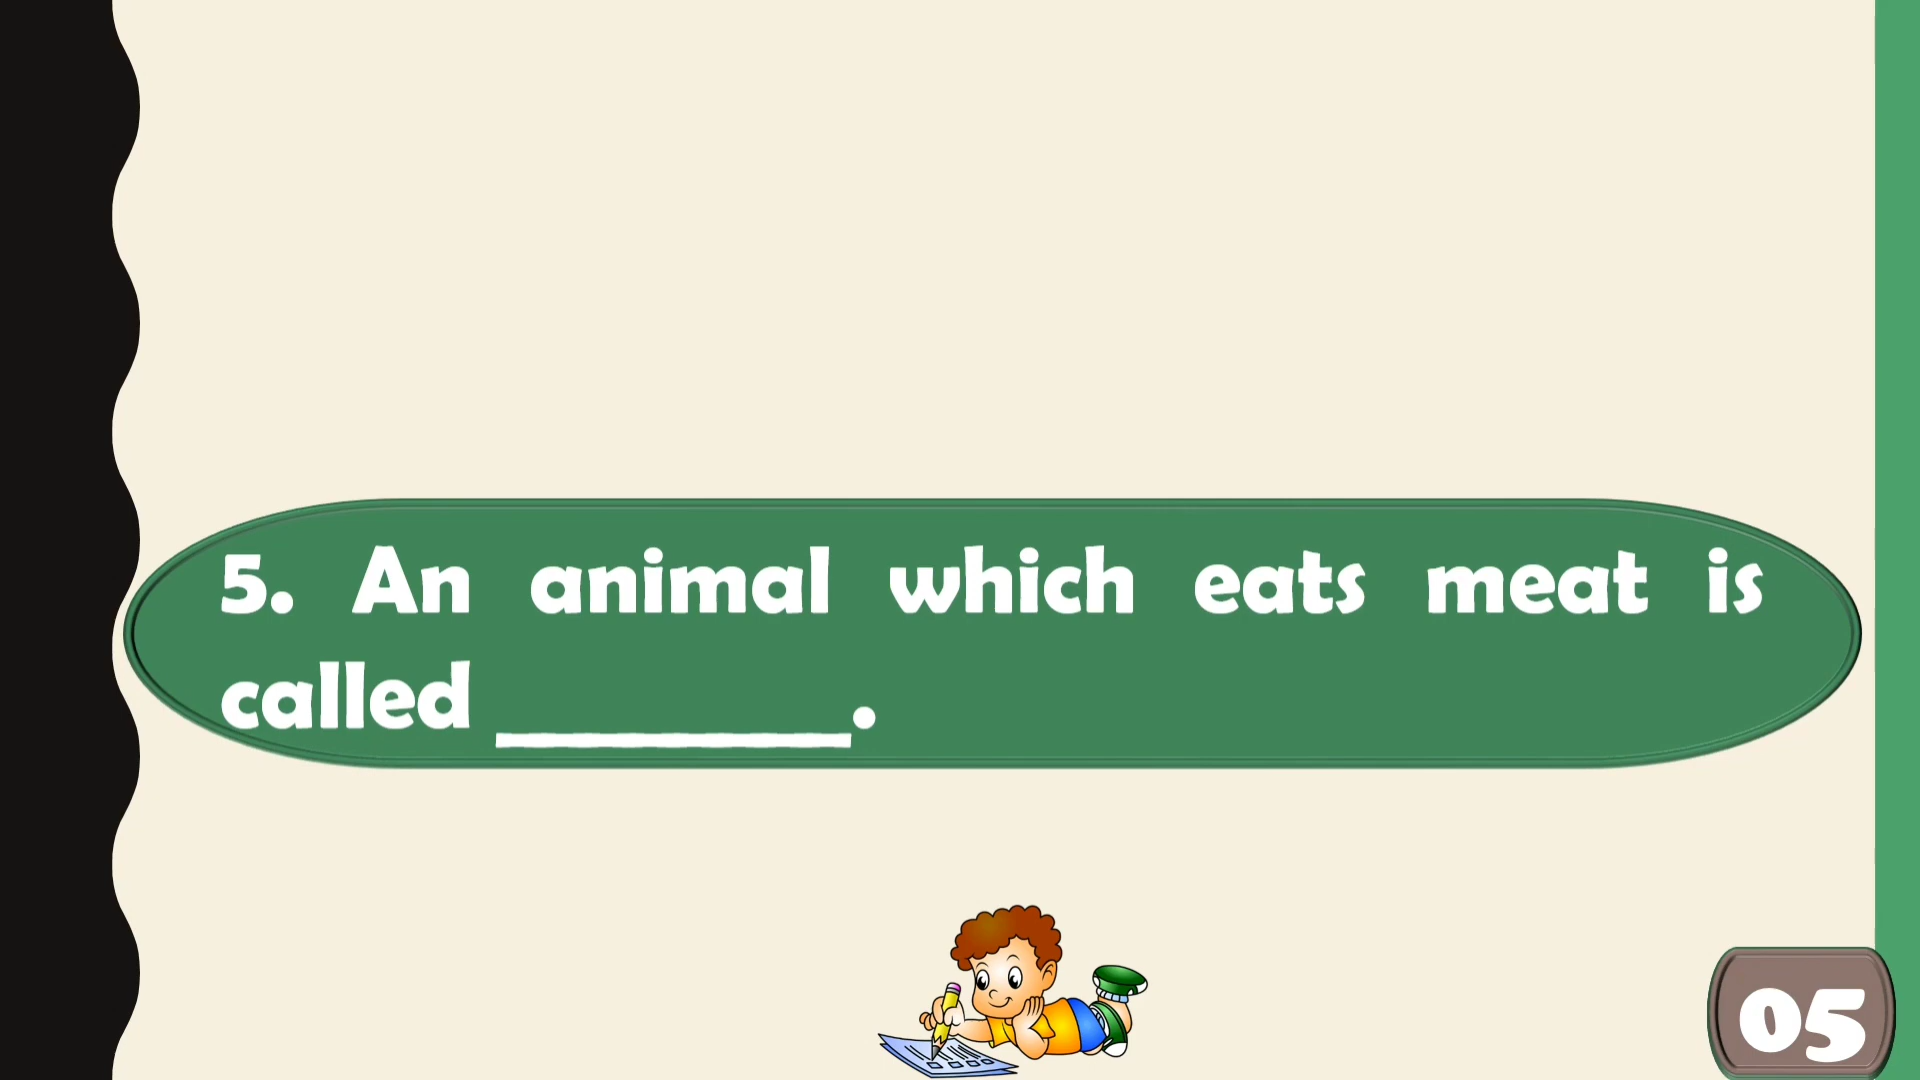 5. An animal which eats meat is
called ________.
05